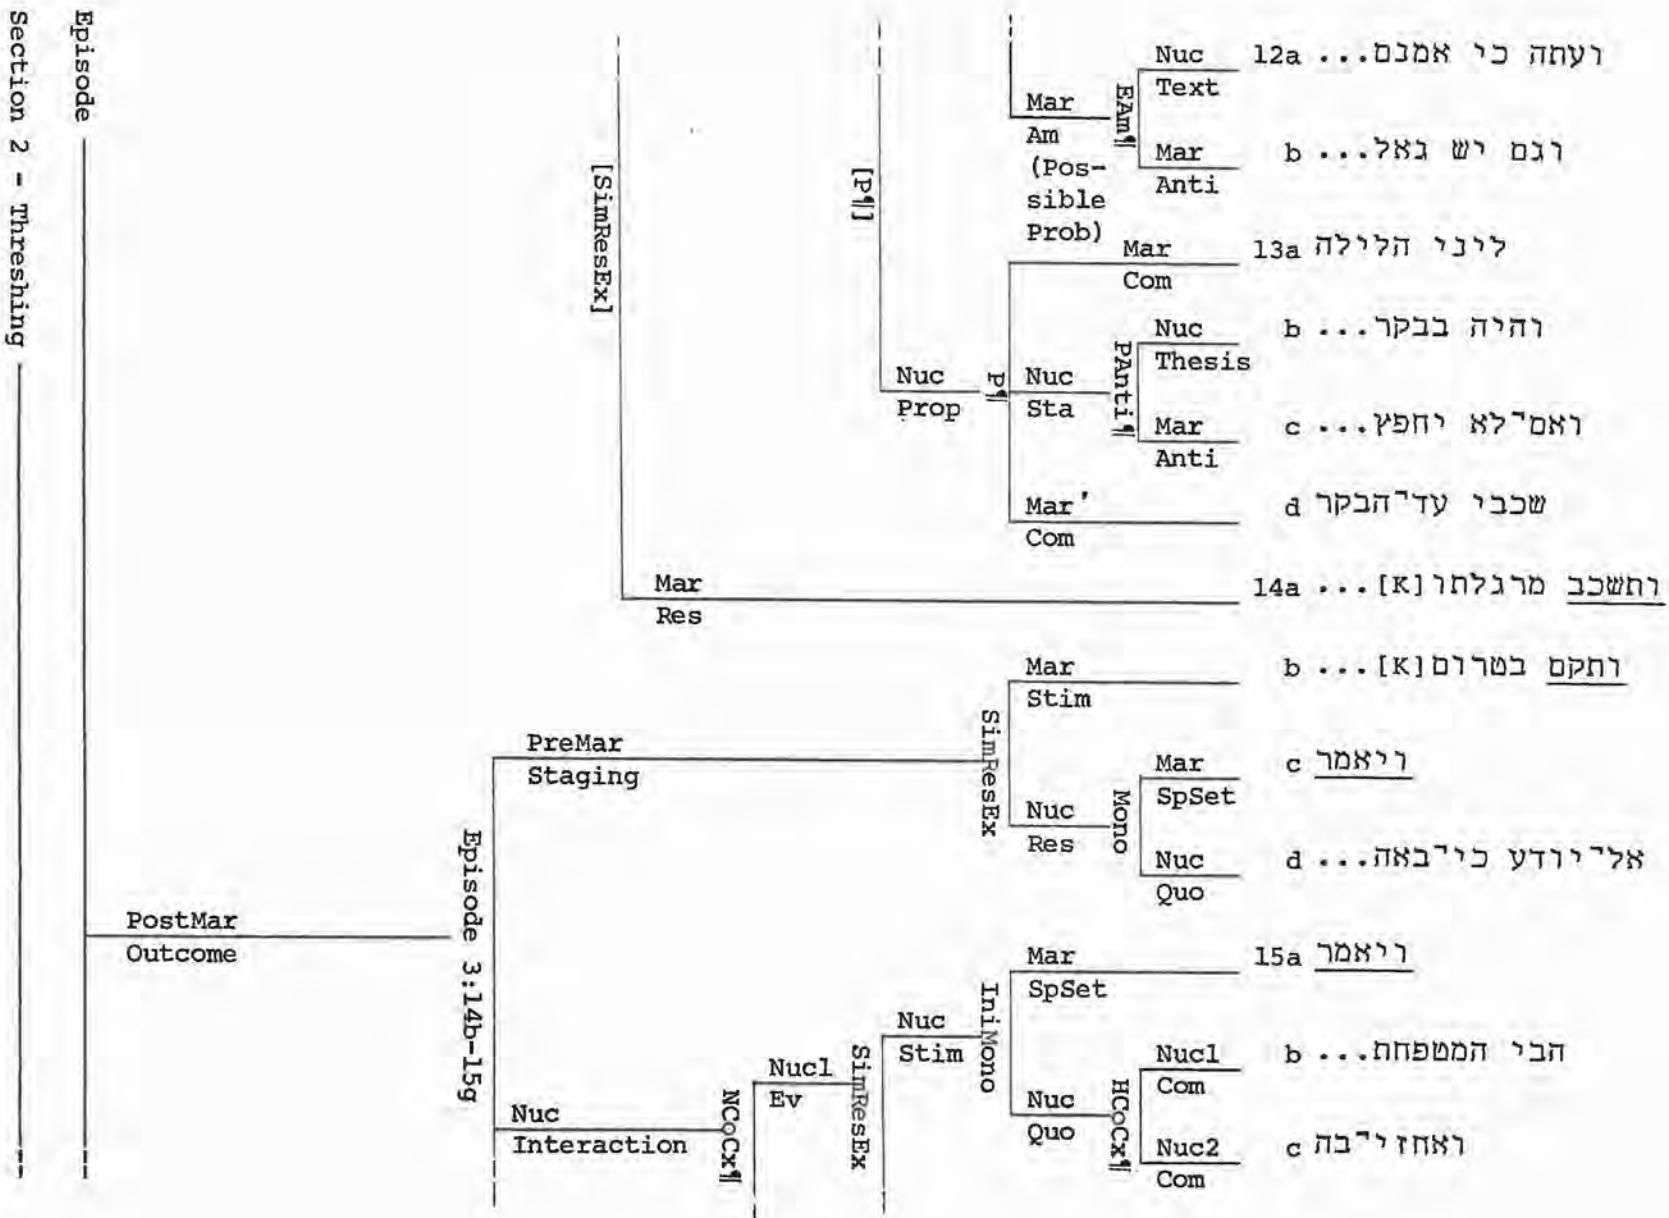 Section 2 - Threshing
Episode
[SimResEx]
[P¶]
Mar
Am
(Pos-
sible
Prob)
EAm¶
Nuc
Text
12a ועתה כי אמנם...
Mar
Anti
b וגם יש גאל...
Mar
Com
13a ליני הלילה
Nuc
Prop
P¶
Nuc
Sta
PAnti¶
Nuc
Thesis
b והיה בבקר...
Mar
Anti
c ואם־לא יחפץ...
Mar'
Com
d שכבי עד־הבקר
Mar
Res
14a ותשכב מרגלתו[K]...
PostMar
Outcome
Episode 3:14b-15g
PreMar
Staging
SimResEx
Mar
Stim
b ותקם בטרום[K]...
Nuc
Res
Mono
Mar
SpSet
c ויאמר
Nuc
Quo
d אל־יודע כי־באה...
Nuc
Interaction
NCoCx¶
Nucl
Ev
SimResEx
Nuc
Stim
IniMono
Mar
SpSet
15a ויאמר
Nuc
Quo
HCoCx¶
Nucl
Com
b הבי המטפחת...
Nuc2
Com
c ואחזי־בה